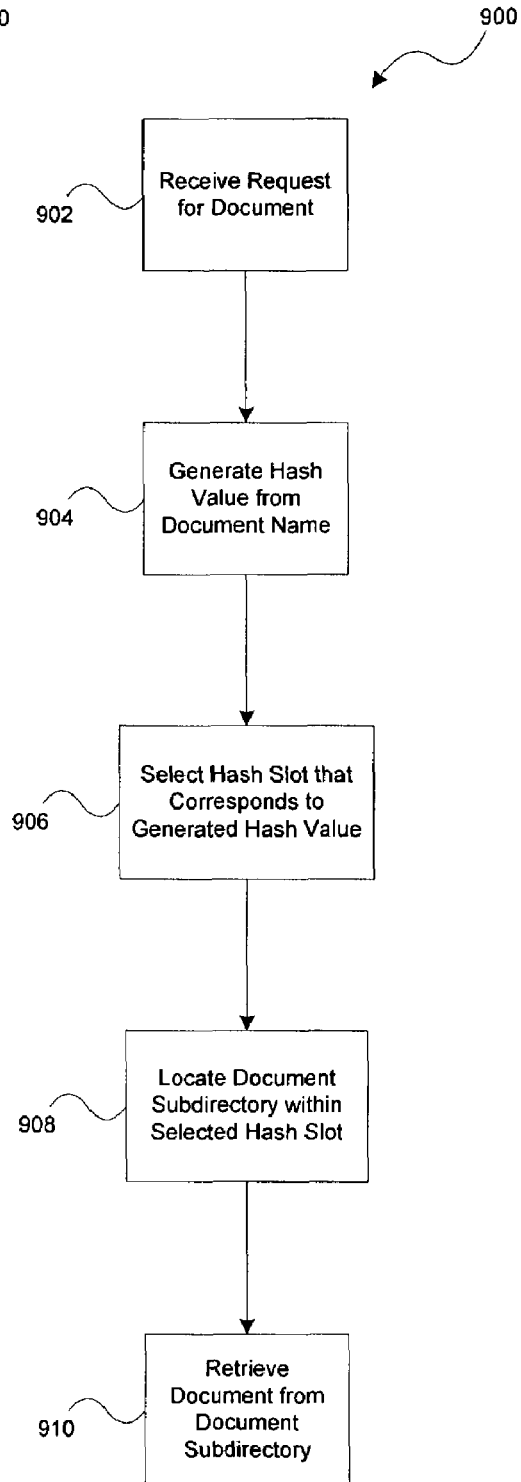 0
900
Receive Request
for Document
902
Generate Hash
Value from
Document Name
904
Select Hash Slot that
Corresponds to
Generated Hash Value
906
Locate Document
Subdirectory within
Selected Hash Slot
908
Retrieve
Document from
Document
Subdirectory
910